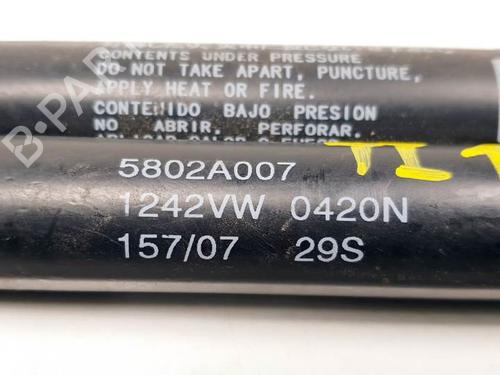 CONTENTS UNDER PRESSURE
DO NOT TAKE APART, PUNCTURE,
APPLY HEAT OR FIRE.
CONTENIDO BAJO PRESION
NO ABRIR, PERFORAR,
5802A007
1242VW 0420N
157/07 29S
B-PARTS